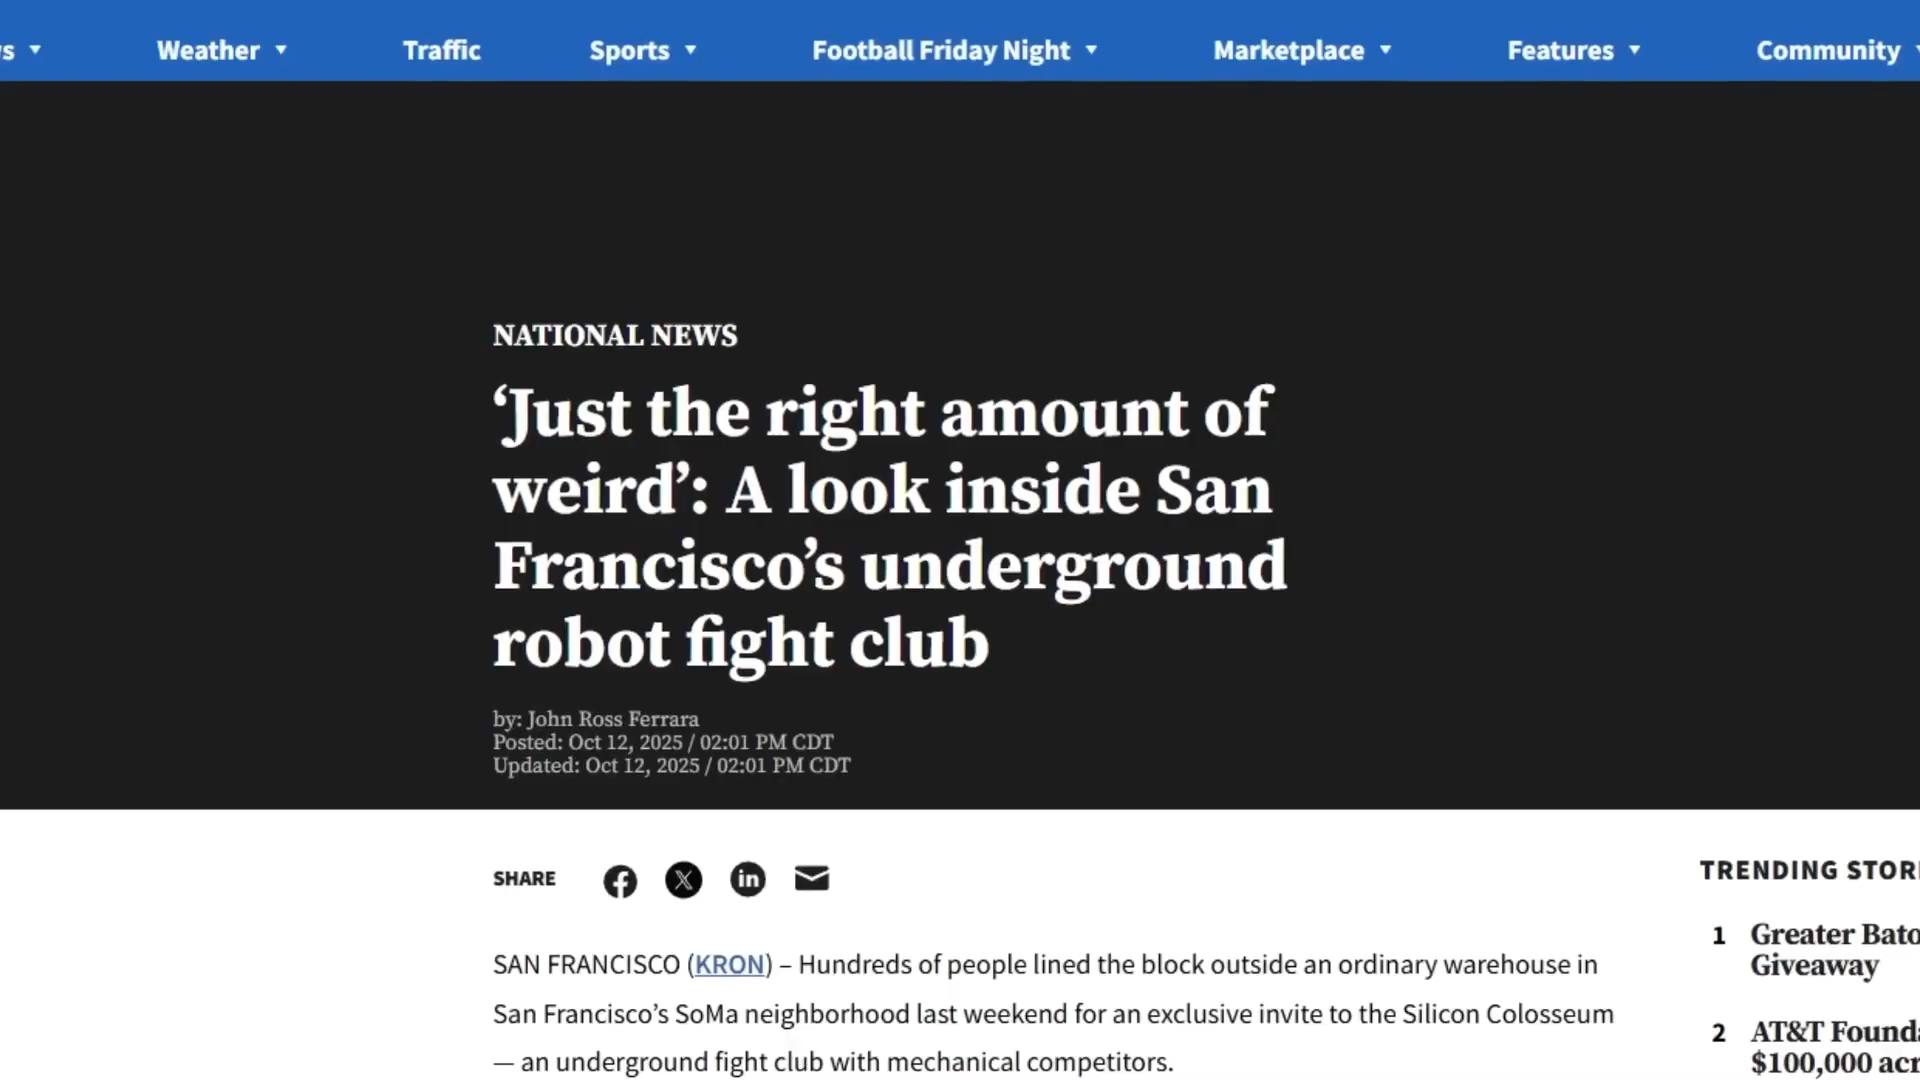 Weather
Traffic
Sports
Football Friday Night
Marketplace
Features
Community
NATIONAL NEWS
‘Just the right amount of
weird’: A look inside San
Francisco’s underground
robot fight club
by: John Ross Ferrara
Posted: Oct 12, 2025 / 02:01 PM CDT
Updated: Oct 12, 2025 / 02:01 PM CDT
SHARE
SAN FRANCISCO (KRON) – Hundreds of people lined the block outside an ordinary warehouse in
San Francisco’s SoMa neighborhood last weekend for an exclusive invite to the Silicon Colosseum
— an underground fight club with mechanical competitors.
TRENDING
1 Greater
Giveaway
2 AT&T
$100,000